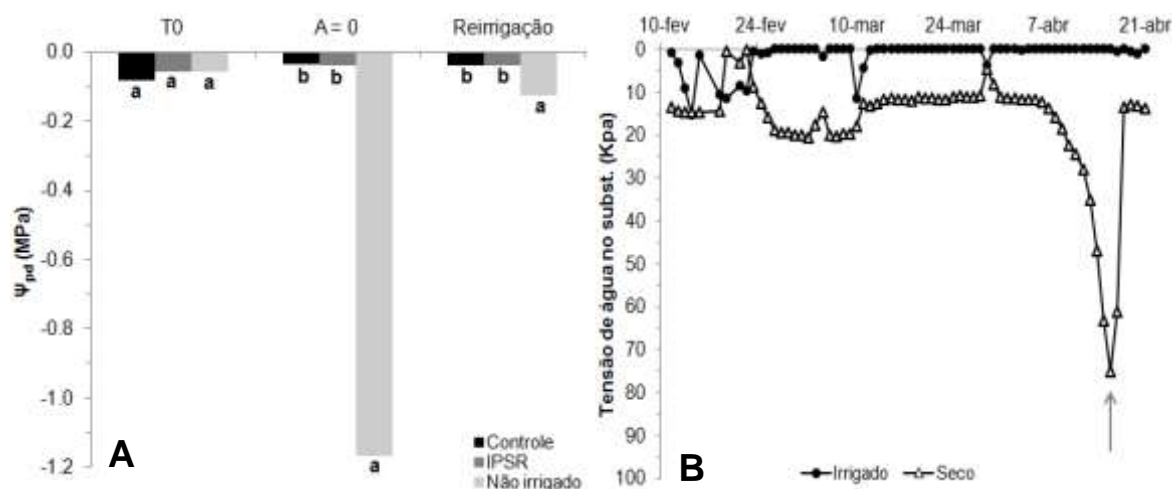 T0 A = 0 Reirrigação
0.0
-0.2
-0.4
-0.6
-0.8
-1.0
-1.2
Ψpd (MPa)
a a a b b a b b a
Controle
IPSR
Não irrigado
A
10-fev 24-fev 10-mar 24-mar 7-abr 21-abr
0
10
20
30
40
50
60
70
80
90
100
Tensão de água no subst. (Kpa)
Irrigado Seco
B